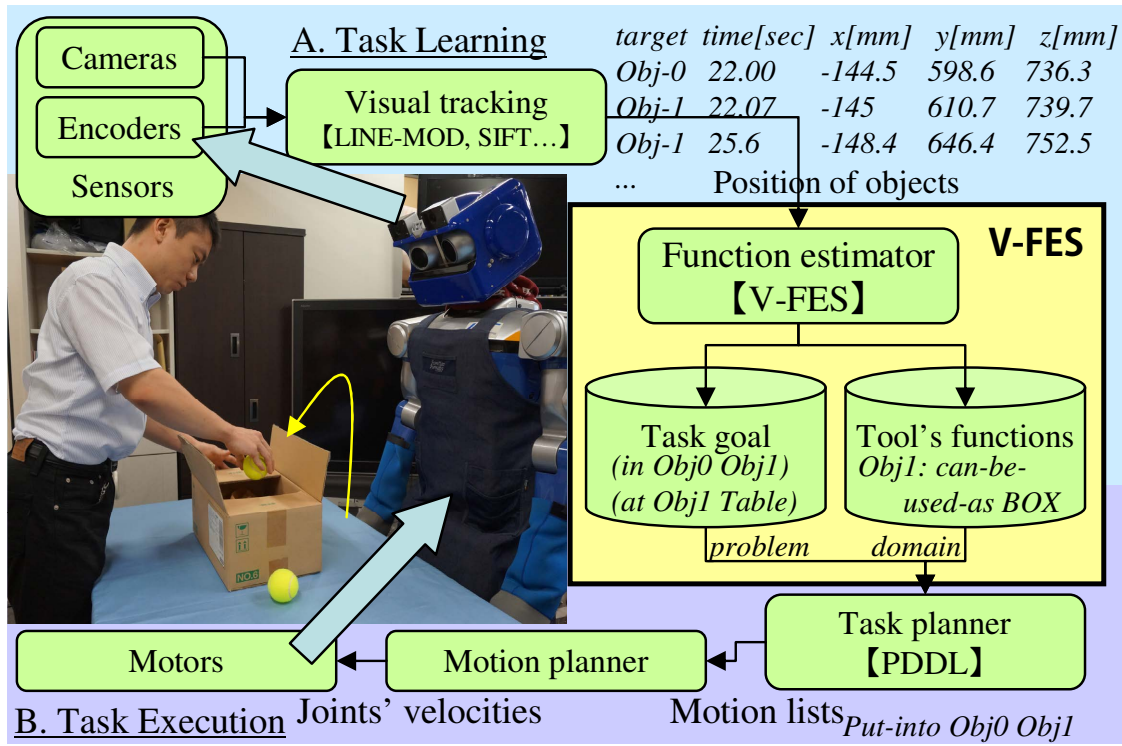 Cameras
Encoders
Sensors
A. Task Learning
Visual tracking
【LINE-MOD, SIFT…】
target time[sec] x[mm] y[mm] z[mm]
Obj-0 22.00 -144.5 598.6 736.3
Obj-1 22.07 -145 610.7 739.7
Obj-1 25.6 -148.4 646.4 752.5
...
Position of objects
V-FES
Function estimator
【V-FES】
Task goal
(in Obj0 Obj1)
(at Obj1 Table)
Tool's functions
Obj1: can-be-
used-as BOX
problem
domain
Task planner
【PDDL】
Motion planner
Motors
Motion lists
Put-into Obj0 Obj1
Joints' velocities
B. Task Execution
NO.6